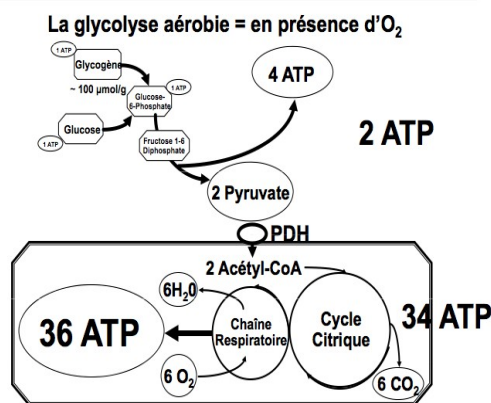 La glycolyse aérobie = en présence d’O₂
1 ATP
Glycogène
~ 100 µmol/g
Glucose-
6-Phosphate
1 ATP
Glucose
1 ATP
Fructose 1-6
Diphosphate
4 ATP
2 ATP
2 Pyruvate
PDH
2 Acétyl-CoA
6H₂0
36 ATP
Chaîne
Respiratoire
Cycle
Citrique
34 ATP
6 O₂
6 CO₂